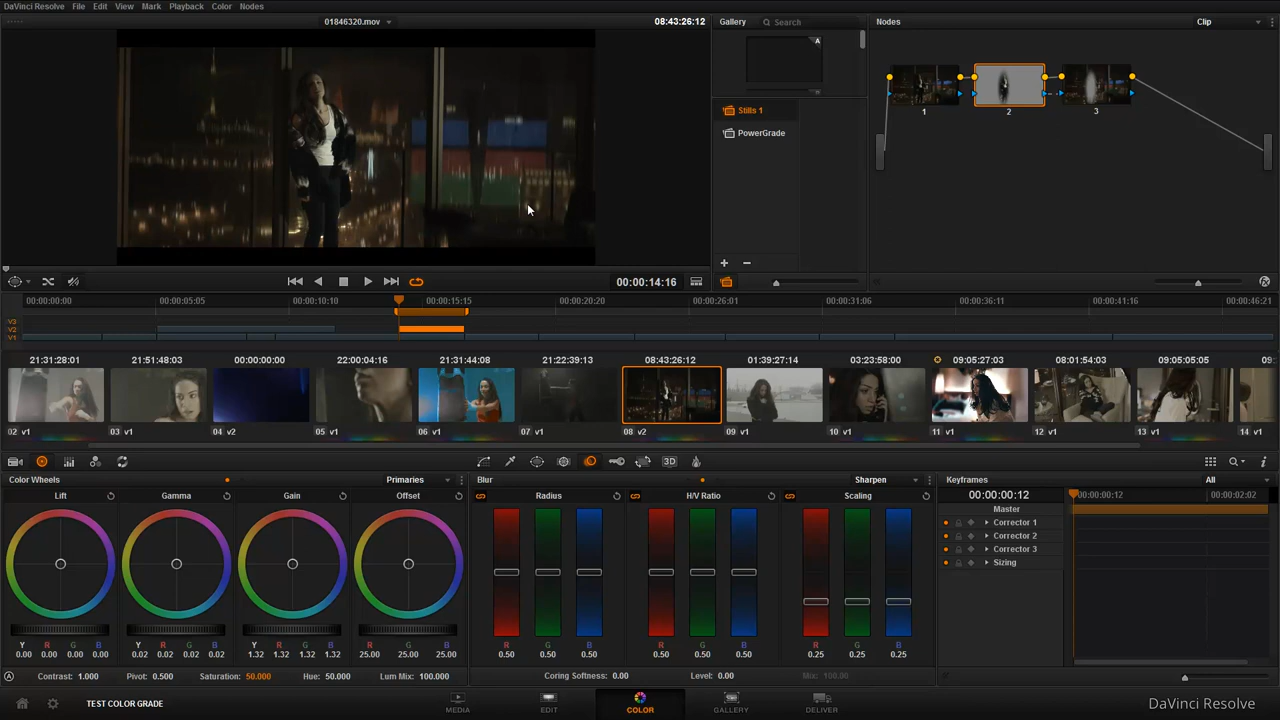 DaVinci Resolve File Edit View Mark Playback Color Nodes
01846320.mov 08:43:26:12 Gallery Search Nodes Clip
A
1 2 3
Stills 1
PowerGrade
00:00:14:16
00:00:00:00 00:00:05:05 00:00:10:10 00:00:15:15 00:00:20:20 00:00:26:01 00:00:31:06 00:00:36:11 00:00:41:16 00:00:46:21
V3
V2
V1
21:31:28:01 21:51:48:03 00:00:00:00 22:00:04:16 21:31:44:08 21:22:39:13 08:43:26:12 01:39:27:14 03:23:58:00 09:05:27:03 08:01:54:03 09:05:05:05 09
02 v1 03 v1 04 v2 05 v1 06 v1 07 v1 08 v2 09 v1 10 v1 11 v1 12 v1 13 v1 14 v1
3D
Color Wheels Primaries Blur Sharpen Keyframes All
Lift Gamma Gain Offset Radius H/V Ratio Scaling 00:00:00:12 00:00:00:12 00:00:02:02
Master
Corrector 1
Corrector 2
Corrector 3
Sizing
Y R G B Y R G B Y R G B R G B R G B R G B R G B
0.00 0.00 0.00 0.00 0.02 0.02 0.02 0.02 1.32 1.32 1.32 1.32 25.00 25.00 25.00 0.50 0.50 0.50 0.50 0.50 0.50 0.25 0.25 0.25
A Contrast: 1.000 Pivot: 0.500 Saturation: 50.000 Hue: 50.000 Lum Mix: 100.000 Coring Softness: 0.00 Level: 0.00 Mix: 100.00
TEST COLOR GRADE MEDIA EDIT COLOR GALLERY DELIVER DaVinci Resolve